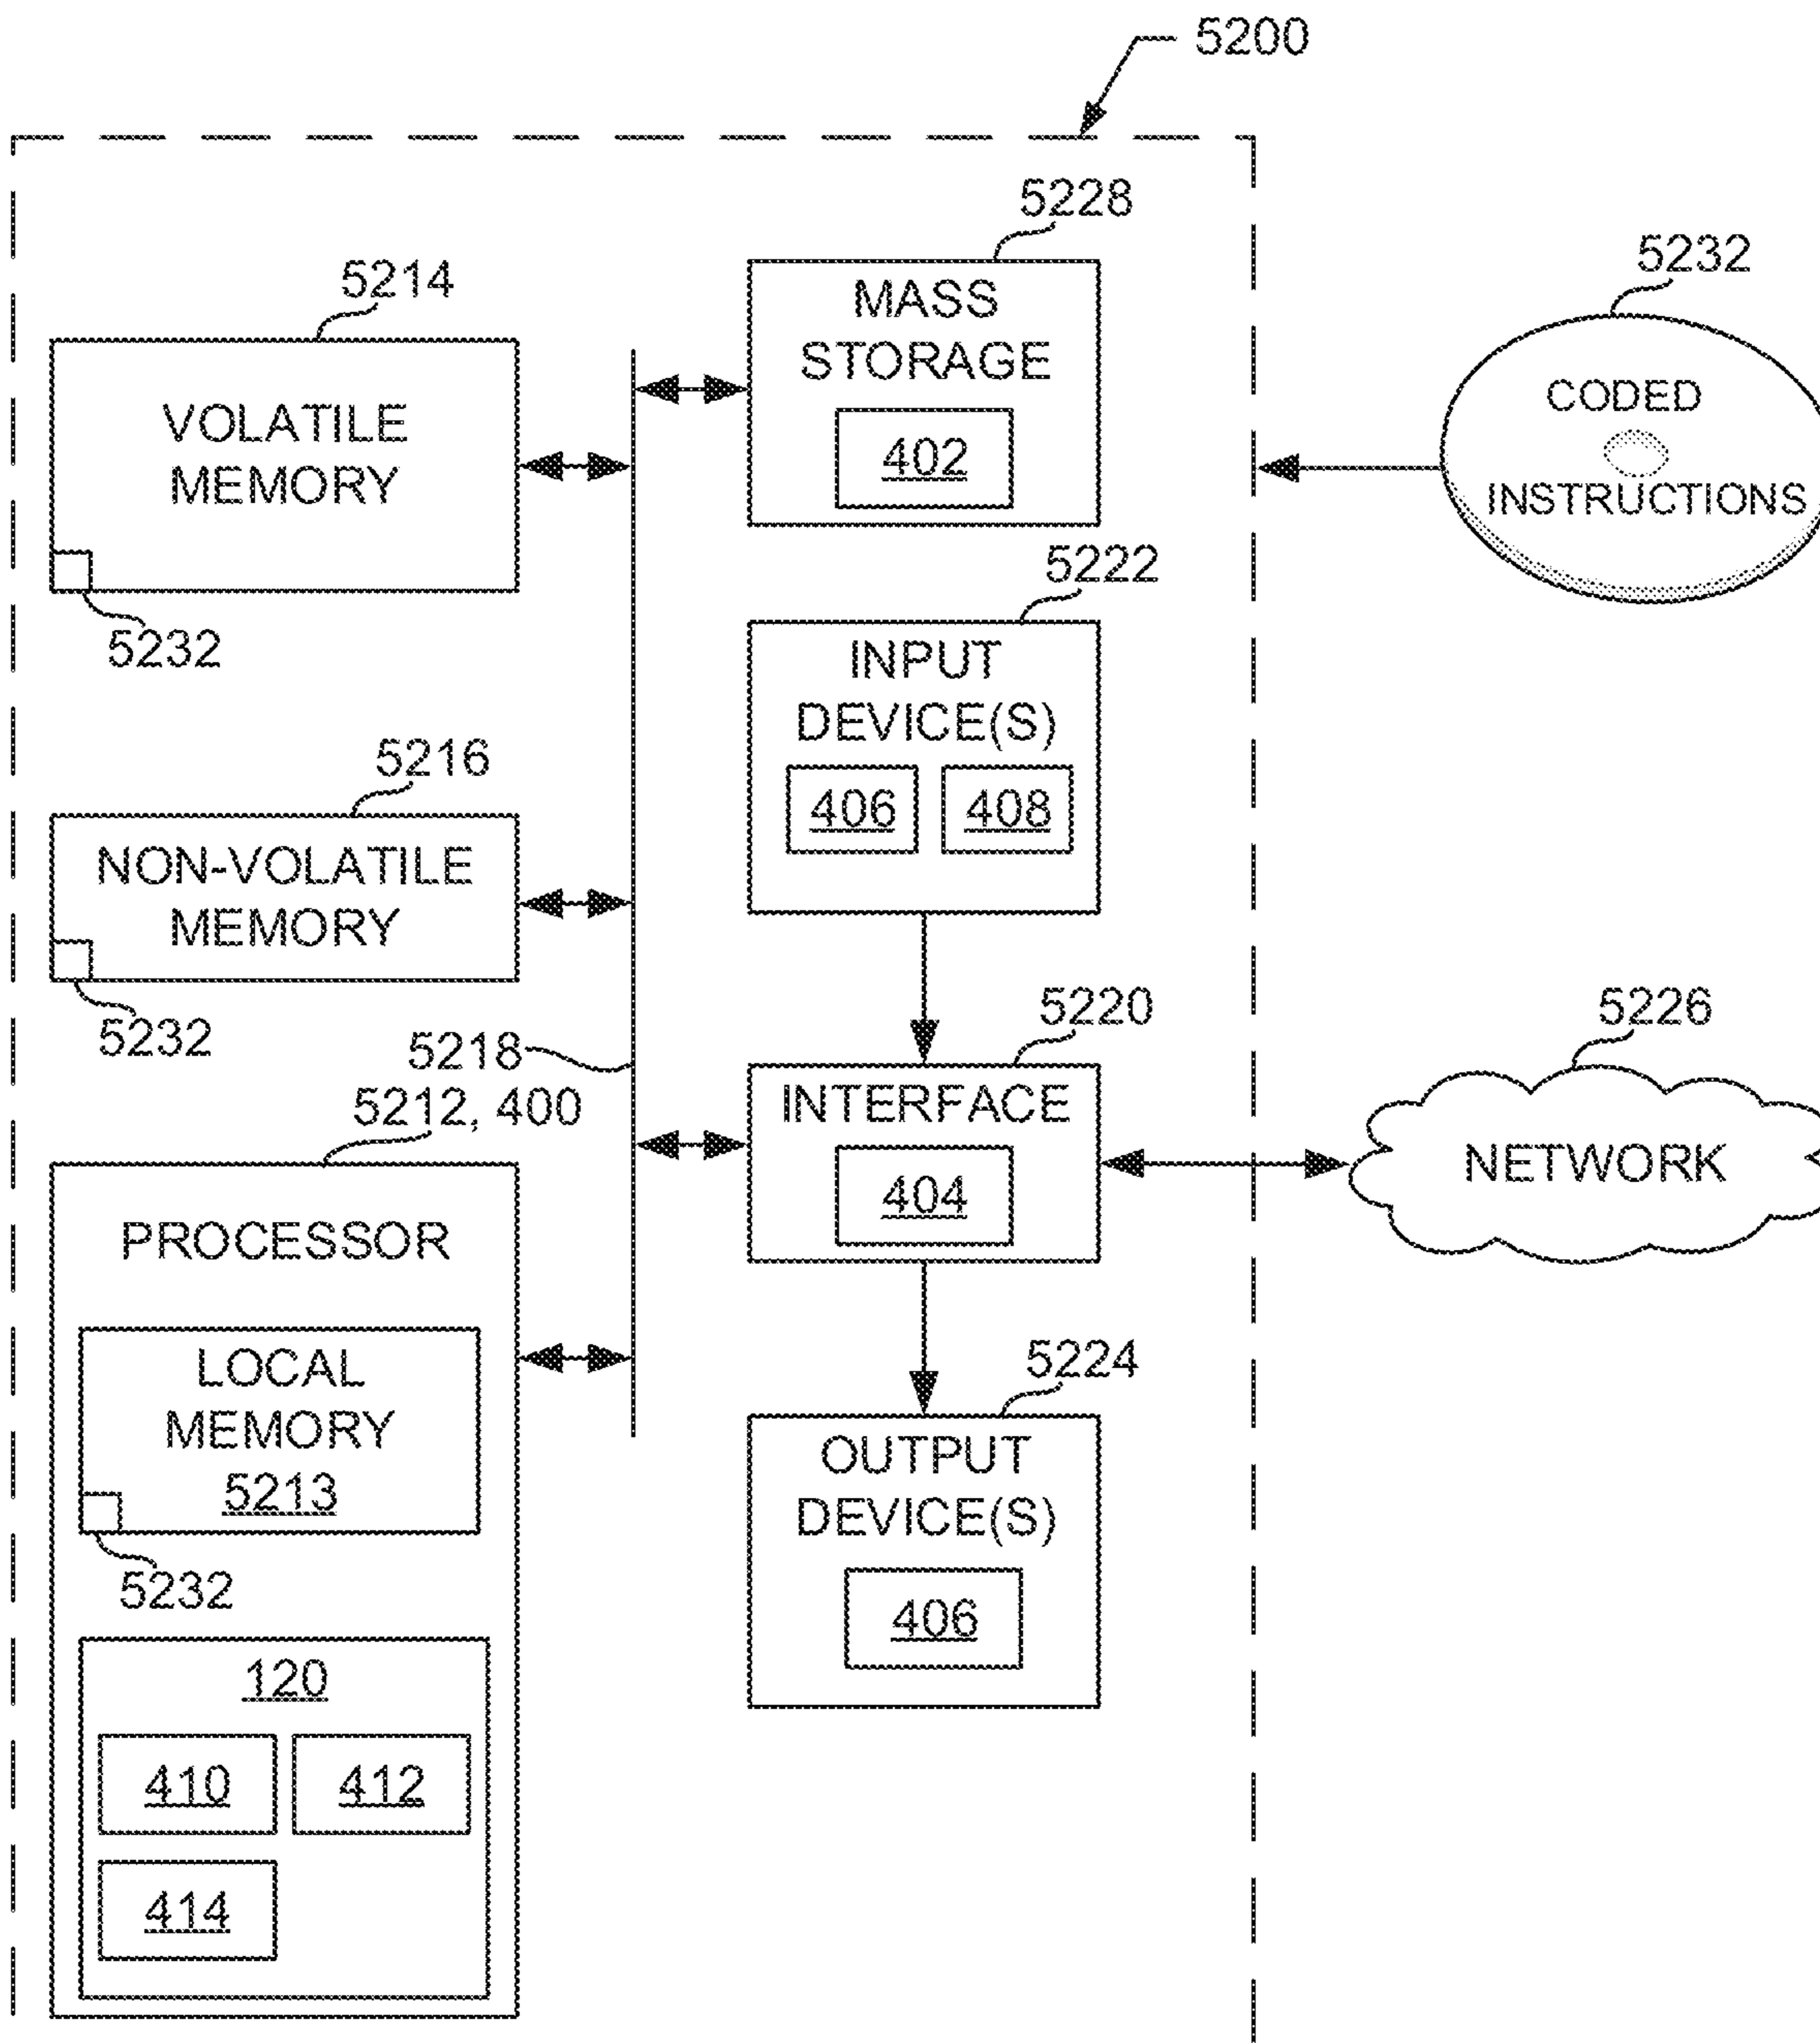 5200
5228
MASS
STORAGE
402
5214
VOLATILE
MEMORY
5232
5232
CODED
INSTRUCTIONS
5222
INPUT
DEVICE(S)
406 408
5216
NON-VOLATILE
MEMORY
5232
5218
5220
INTERFACE
404
5226
NETWORK
5212, 400
PROCESSOR
LOCAL
MEMORY
5213
5232
120
410 412
414
5224
OUTPUT
DEVICE(S)
406